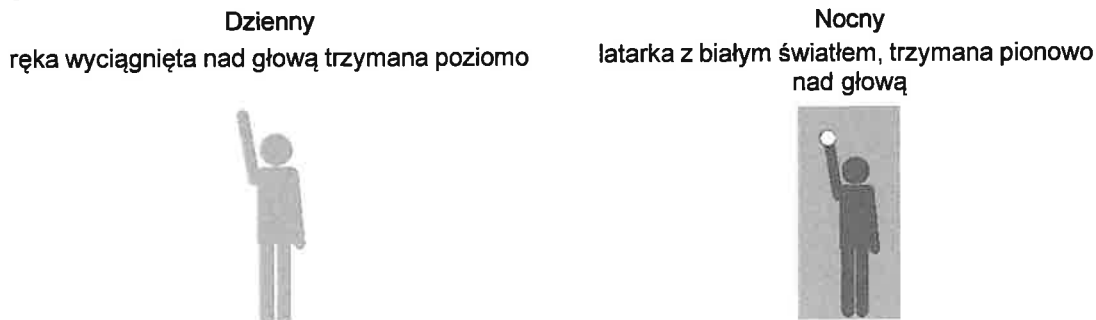 Dzienny
ręka wyciągnięta nad głową trzymana poziomo
Nocny
latarka z białym światłem, trzymana pionowo
nad głową